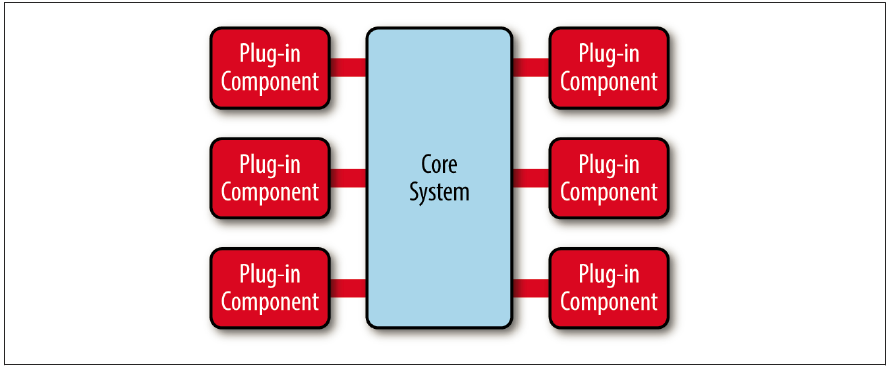 Plug-in
Component
Plug-in
Component
Plug-in
Component
Core
System
Plug-in
Component
Plug-in
Component
Plug-in
Component